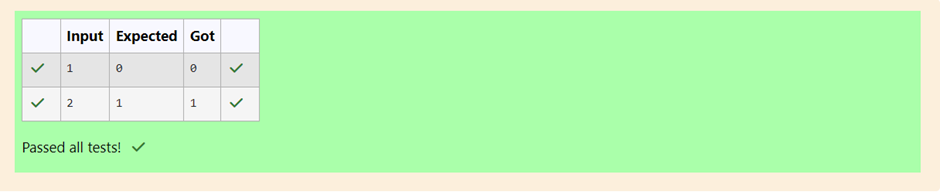 Input Expected Got
1 0 0
2 1 1
Passed all tests!